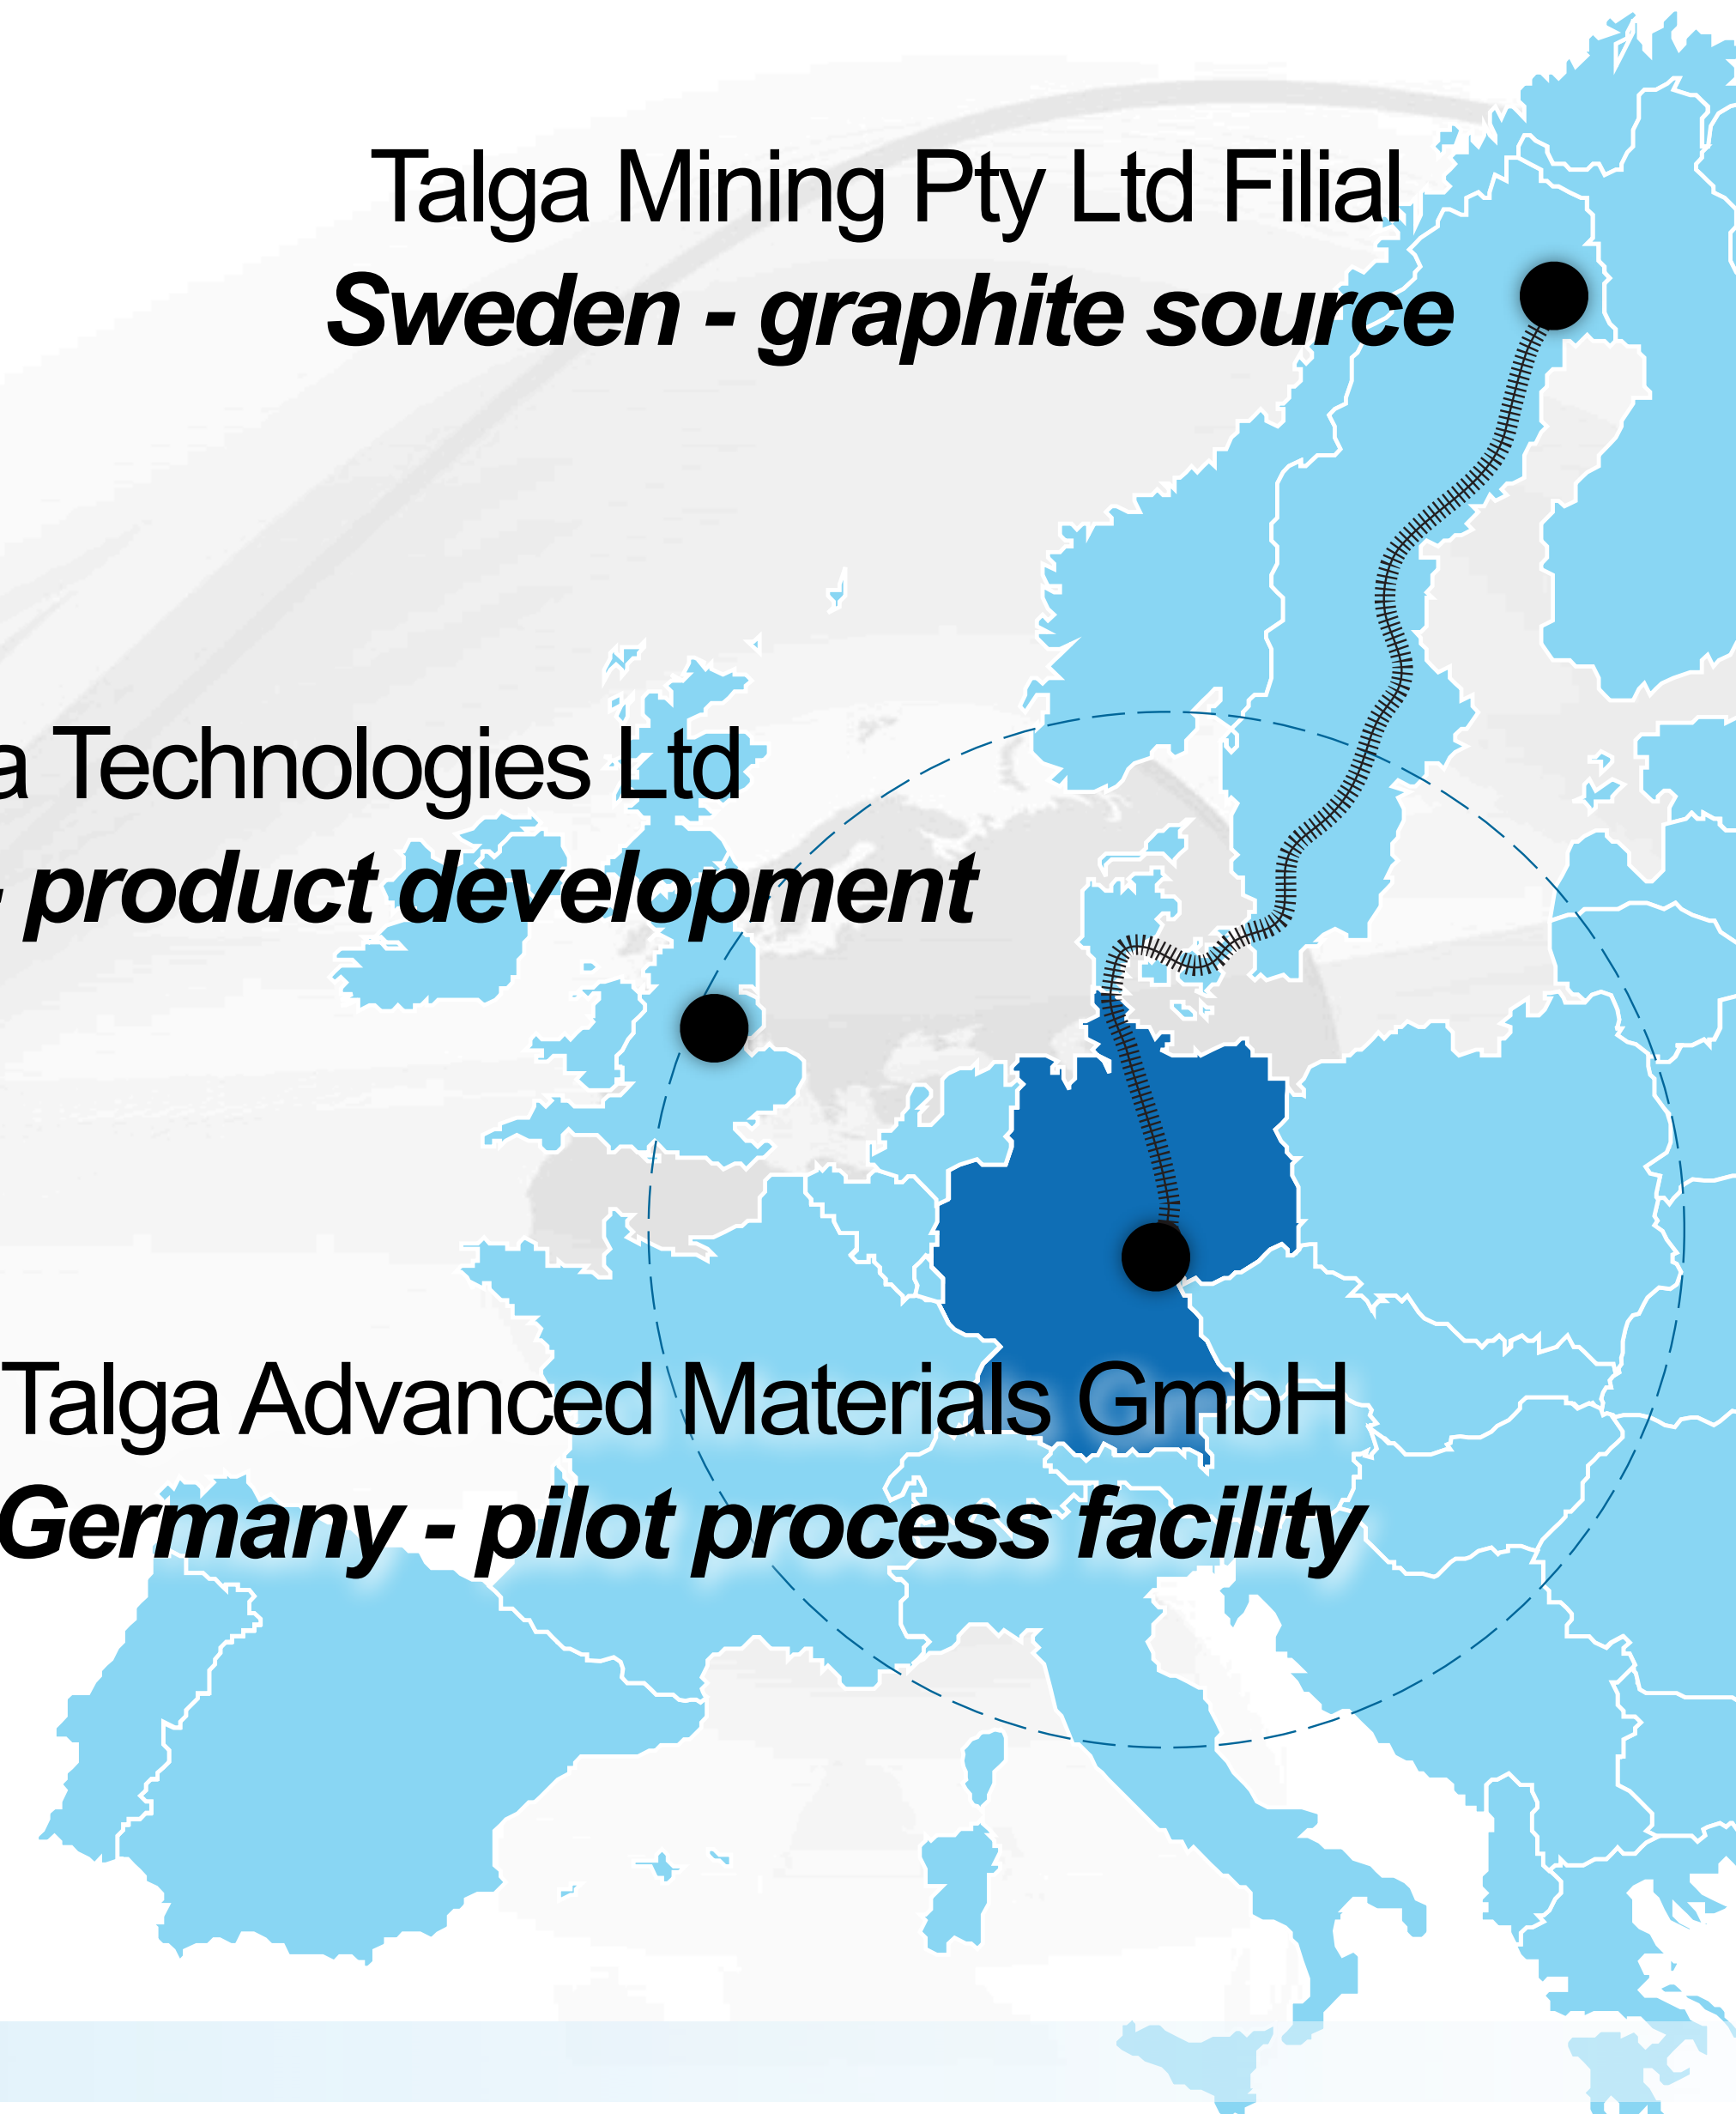 Talga Mining Pty Ltd Filial
Sweden - graphite source
a Technologies Ltd
- product development
Talga Advanced Materials GmbH
Germany - pilot process facility